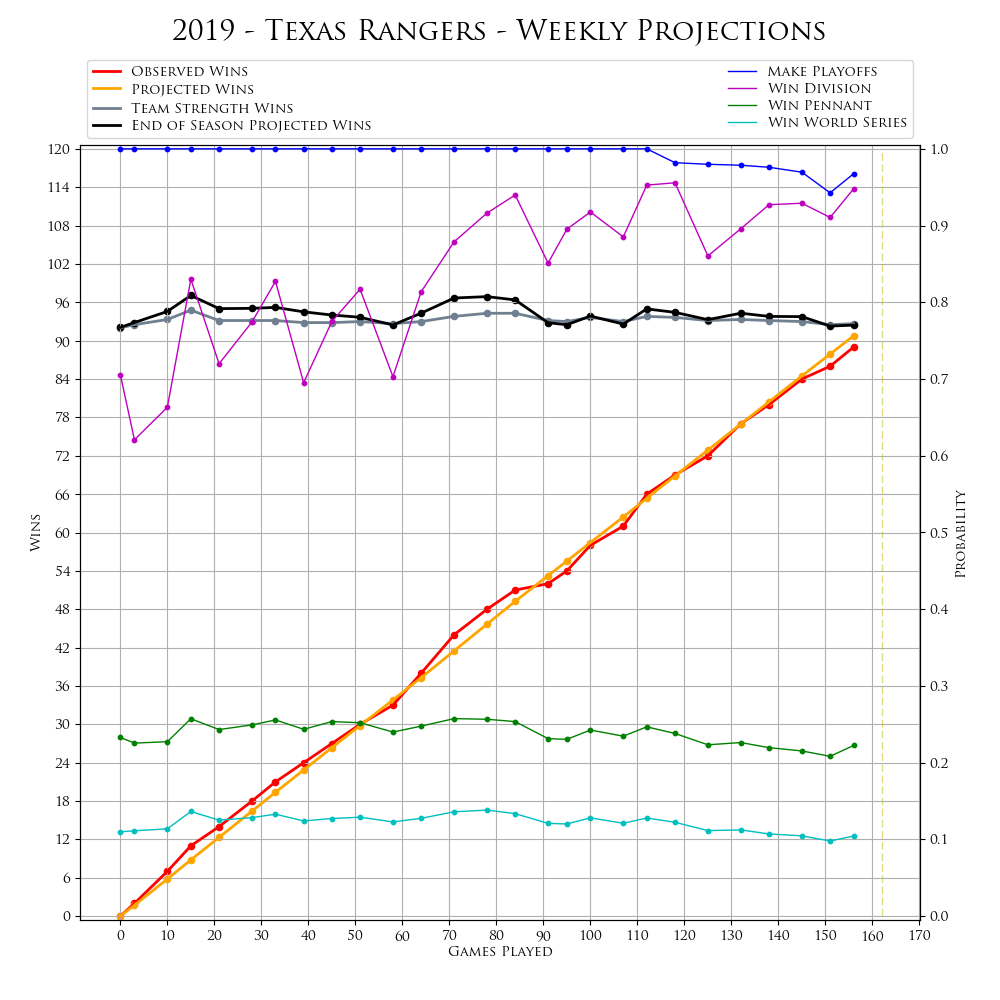 2019 - Texas Rangers - Weekly Projections
Observed Wins
Projected Wins
Team Strength Wins
End of Season Projected Wins
Make Playoffs
Win Division
Win Pennant
Win World Series
120
114
108
102
96
90
84
78
72
66
60
54
48
42
36
30
24
18
12
6
0
Wins
1.0
0.9
0.8
0.7
0.6
0.5
0.4
0.3
0.2
0.1
0.0
Probability
0 10 20 30 40 50 60 70 80 90 100 110 120 130 140 150 160 170
Games Played